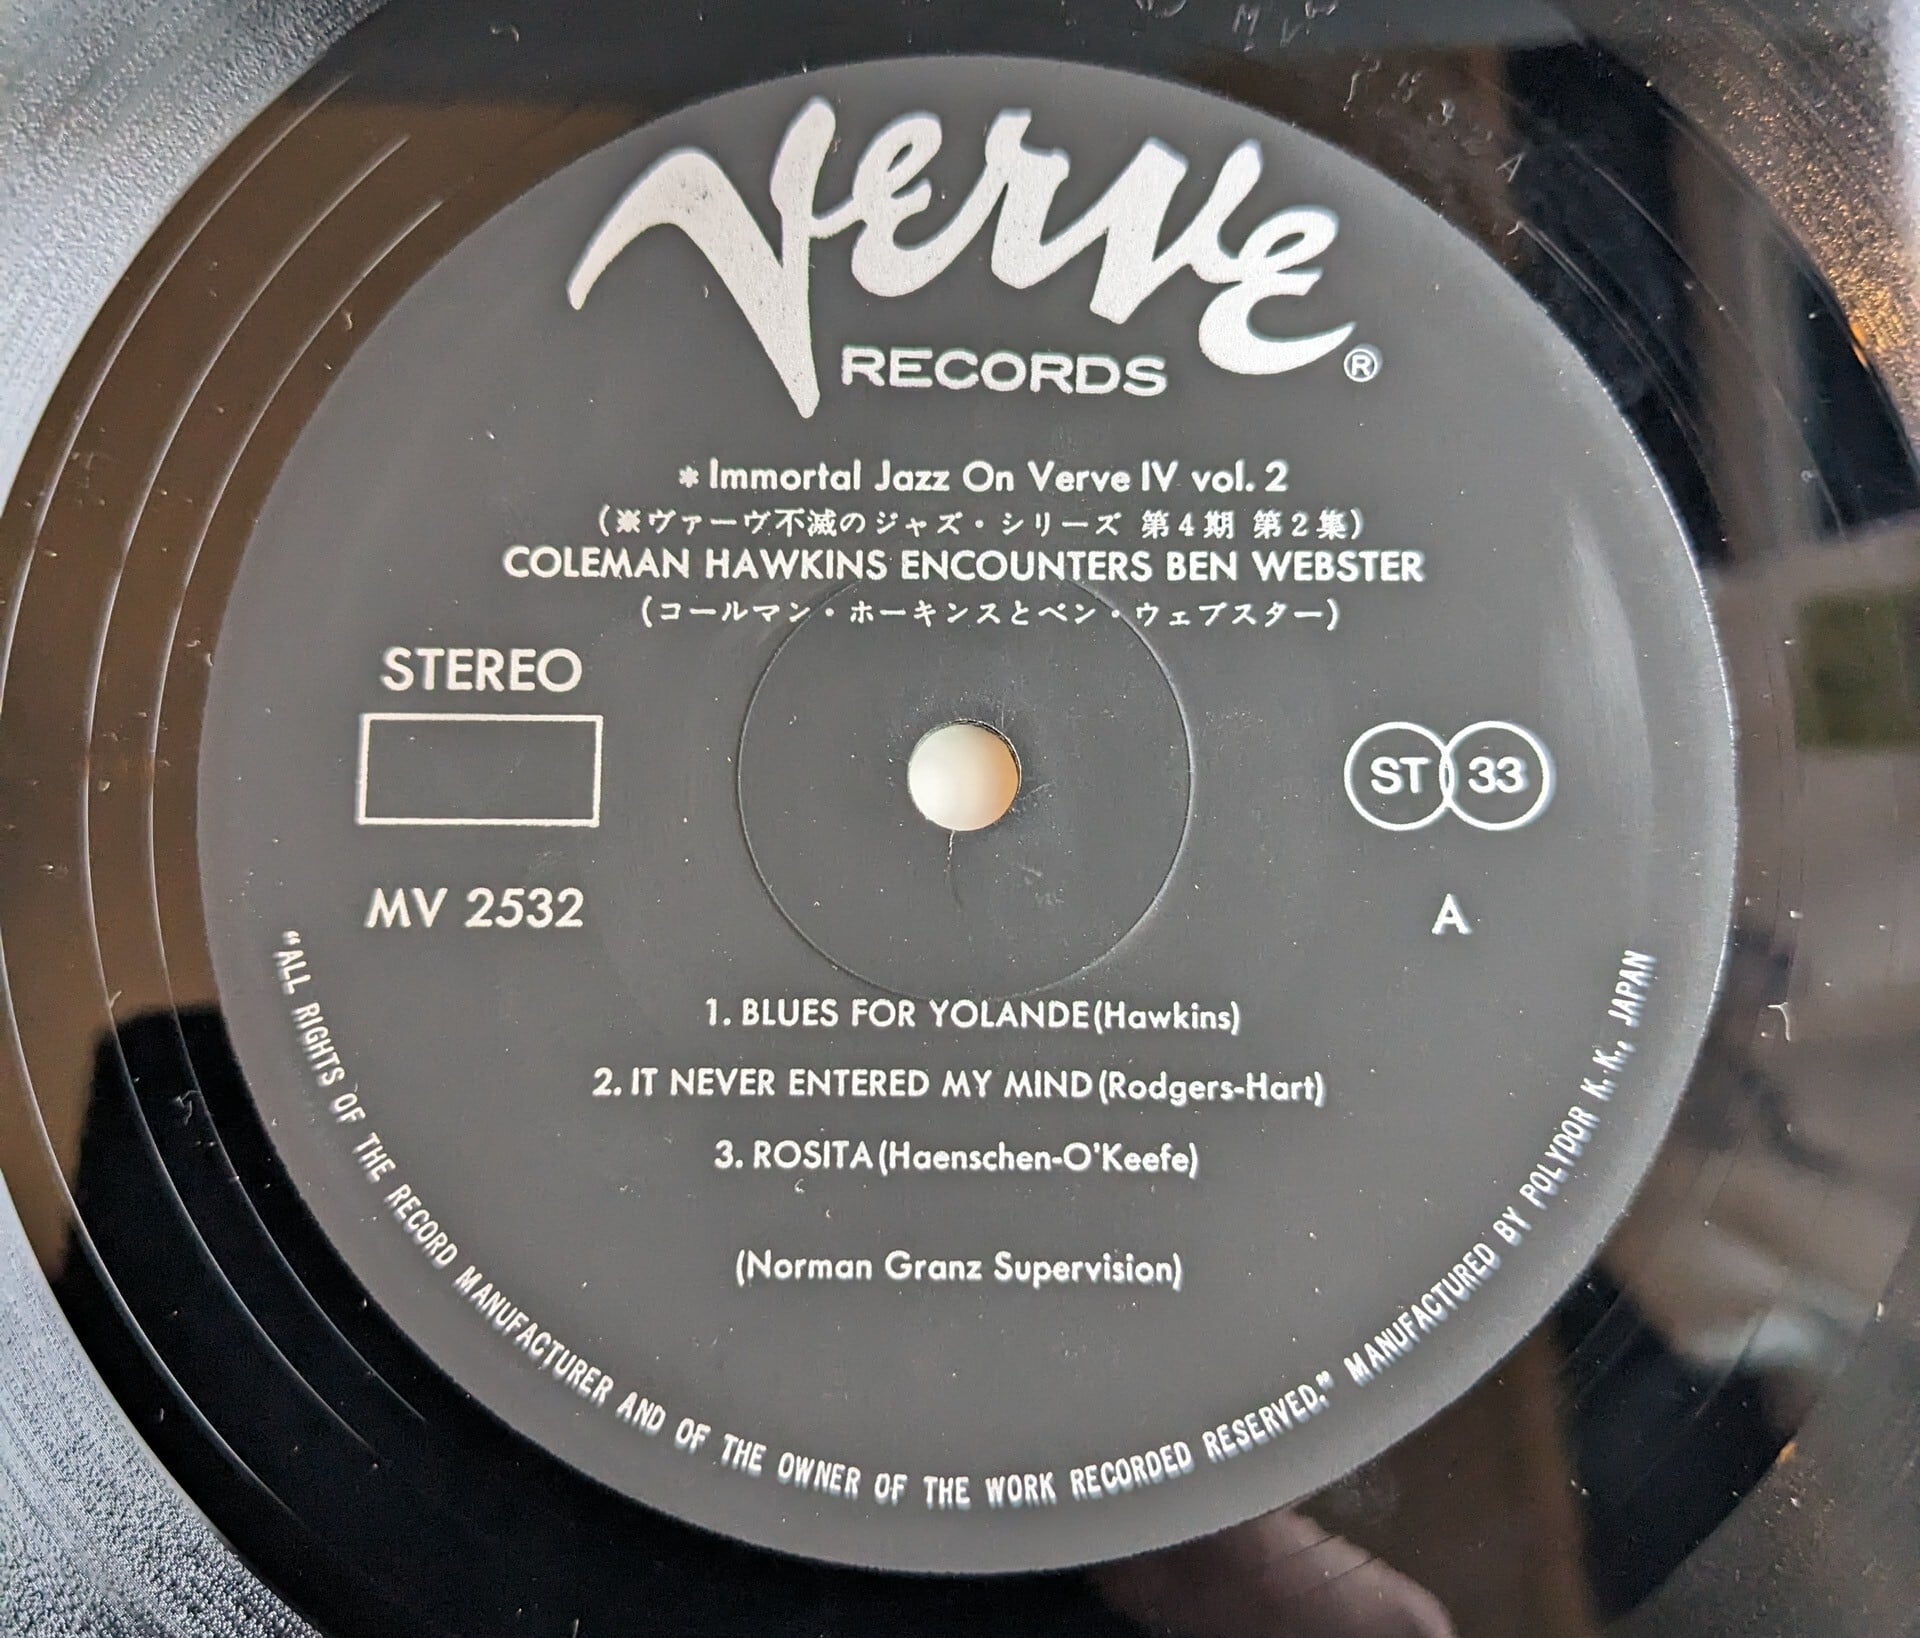 Verve
RECORDS ®
* Immortal Jazz On Verve IV vol. 2
(※ヴァーヴ不滅のジャズ・シリーズ 第4期 第2集)
COLEMAN HAWKINS ENCOUNTERS BEN WEBSTER
(コールマン・ホーキンスとベン・ウェブスター)
STEREO
ST 33
MV 2532
A
1. BLUES FOR YOLANDE (Hawkins)
2. IT NEVER ENTERED MY MIND (Rodgers-Hart)
3. ROSITA (Haenschen-O'Keefe)
(Norman Granz Supervision)
"ALL RIGHTS OF THE RECORD MANUFACTURER AND OF THE OWNER OF THE WORK RECORDED RESERVED." MANUFACTURED BY POLYDOR K. K., JAPAN